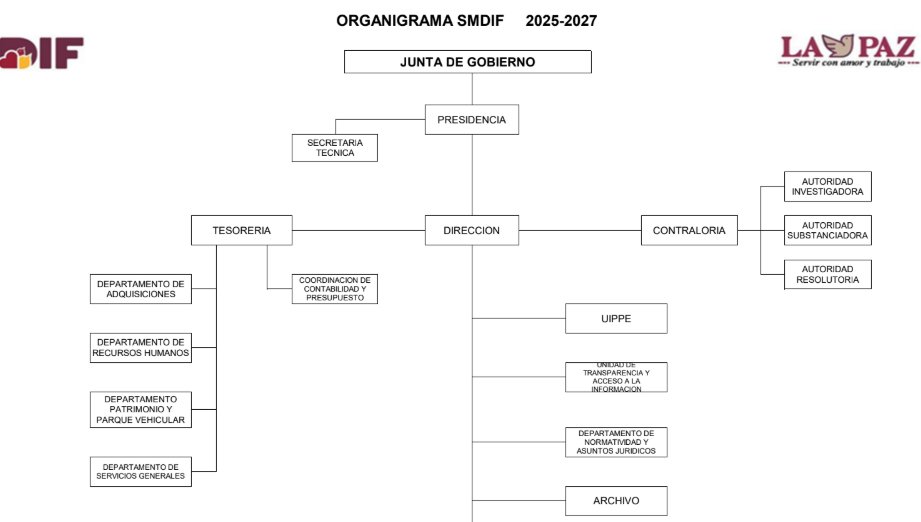 ORGANIGRAMA SMDIF 2025-2027
DIF
LA PAZ
Servir con amor y trabajo
JUNTA DE GOBIERNO
PRESIDENCIA
SECRETARIA
TECNICA
AUTORIDAD
INVESTIGADORA
TESORERIA
DIRECCION
CONTRALORIA
AUTORIDAD
SUBSTANCIADORA
AUTORIDAD
RESOLUTORIA
DEPARTAMENTO DE
ADQUISICIONES
COORDINACION DE
CONTABILIDAD Y
PRESUPUESTO
UIPPE
DEPARTAMENTO DE
RECURSOS HUMANOS
UNIDAD DE
TRANSPARENCIA Y
ACCESO A LA
INFORMACION
DEPARTAMENTO
PATRIMONIO Y
PARQUE VEHICULAR
DEPARTAMENTO DE
NORMATIVIDAD Y
ASUNTOS JURIDICOS
DEPARTAMENTO DE
SERVICIOS GENERALES
ARCHIVO